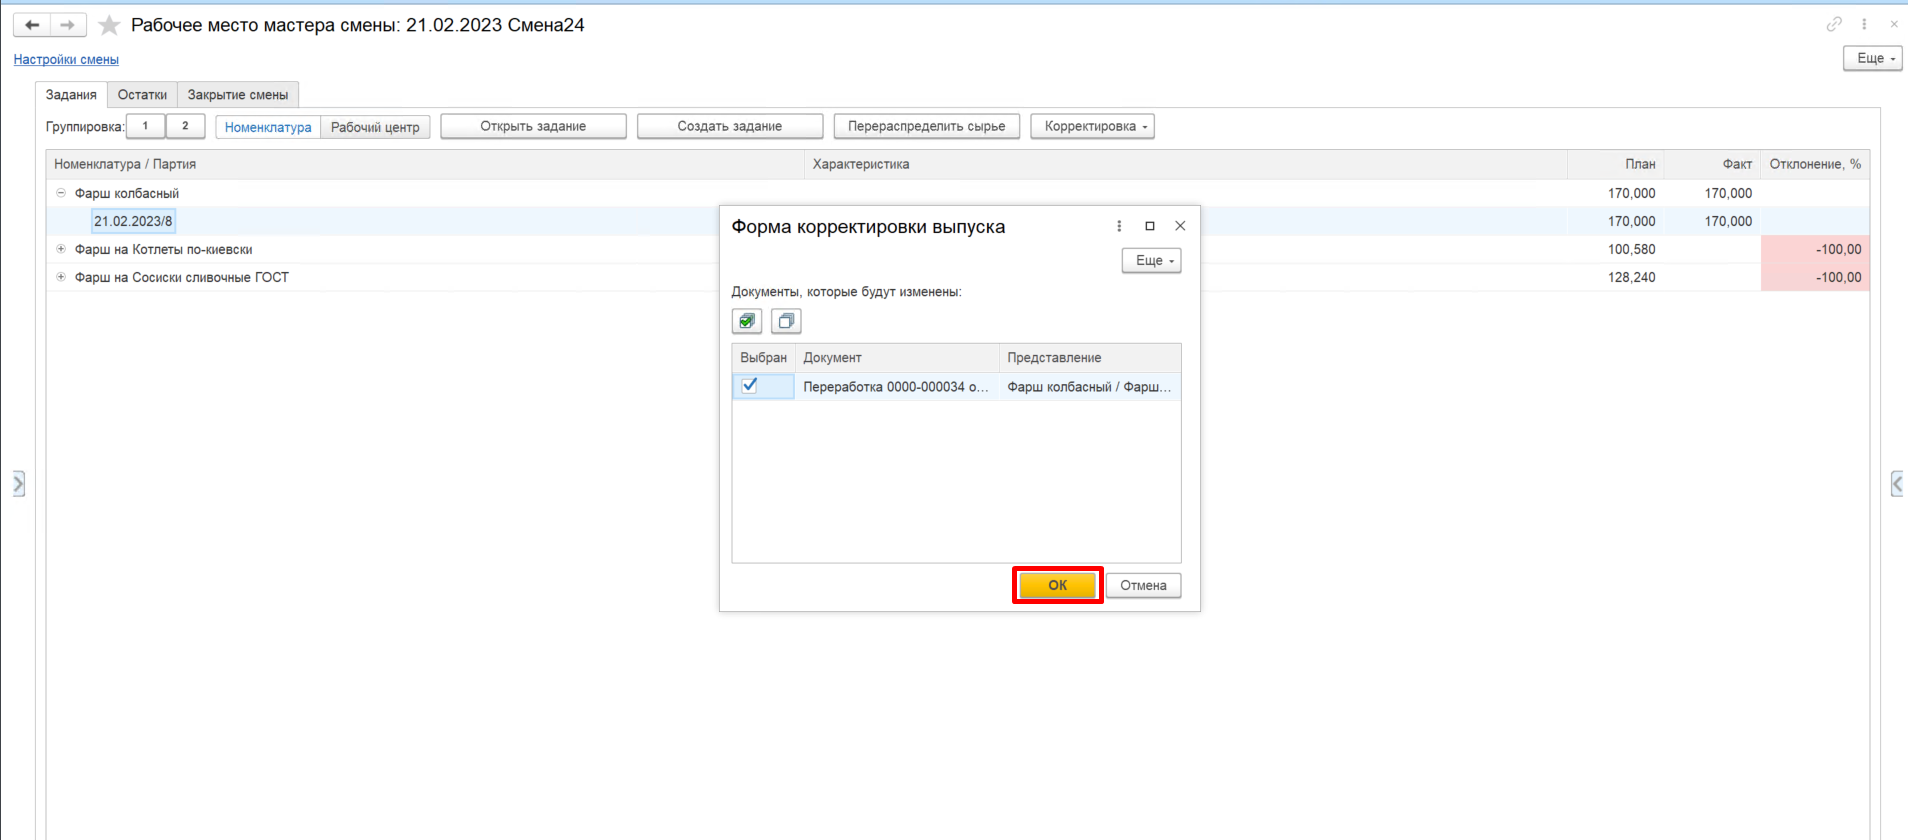 Рабочее место мастера смены: 21.02.2023 Смена24
Настройки смены
Еще
Задания Остатки Закрытие смены
Группировка: 1 2 Номенклатура Рабочий центр Открыть задание Создать задание Перераспределить сырье Корректировка
Номенклатура / Партия Характеристика План Факт Отклонение, %
Фарш колбасный 170,000 170,000
21.02.2023/8 170,000 170,000
Фарш на Котлеты по-киевски 100,580 -100,00
Фарш на Сосиски сливочные ГОСТ 128,240 -100,00
Форма корректировки выпуска
Еще
Документы, которые будут изменены:
Выбран Документ Представление
Переработка 0000-000034 о... Фарш колбасный / Фарш...
ОК Отмена